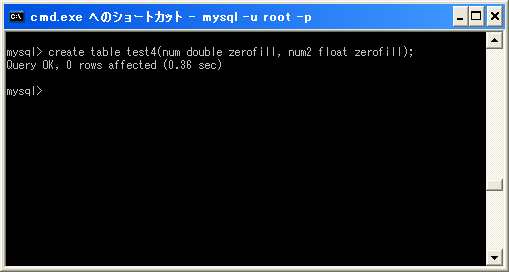 cmd.exe へのショートカット - mysql -u root -p
mysql> create table test4(num double zerofill, num2 float zerofill);
Query OK, 0 rows affected (0.36 sec)
mysql>